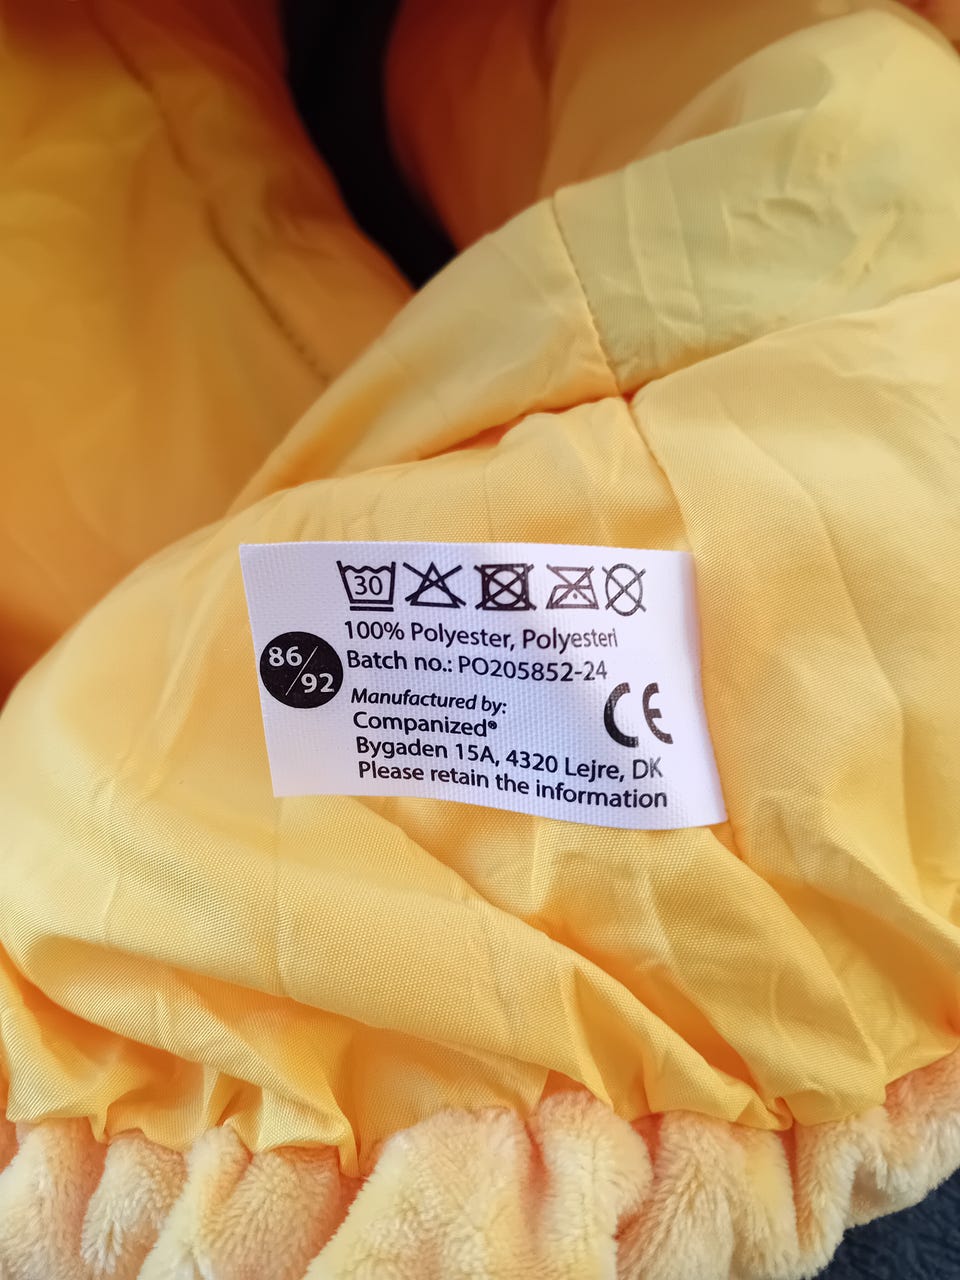 30
100% Polyester, Polyesteri
Batch no.: PO205852-24
86/92
Manufactured by:
Companized®
CE
Bygaden 15A, 4320 Lejre, DK
Please retain the information